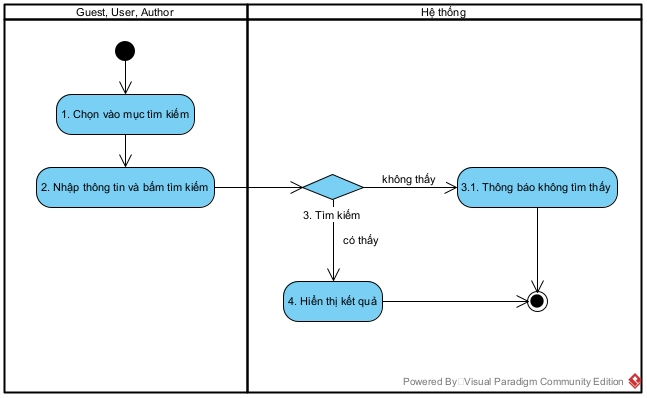 Guest, User, Author
Hệ thống
1. Chọn vào mục tìm kiếm
2. Nhập thông tin và bấm tìm kiếm
không thấy
3.1. Thông báo không tìm thấy
3. Tìm kiếm
có thấy
4. Hiển thị kết quả
Powered By Visual Paradigm Community Edition